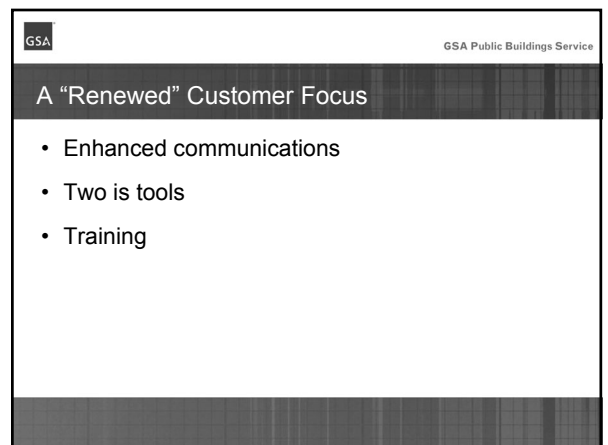 GSA
GSA Public Buildings Service
A “Renewed” Customer Focus
• Enhanced communications
• Two is tools
• Training